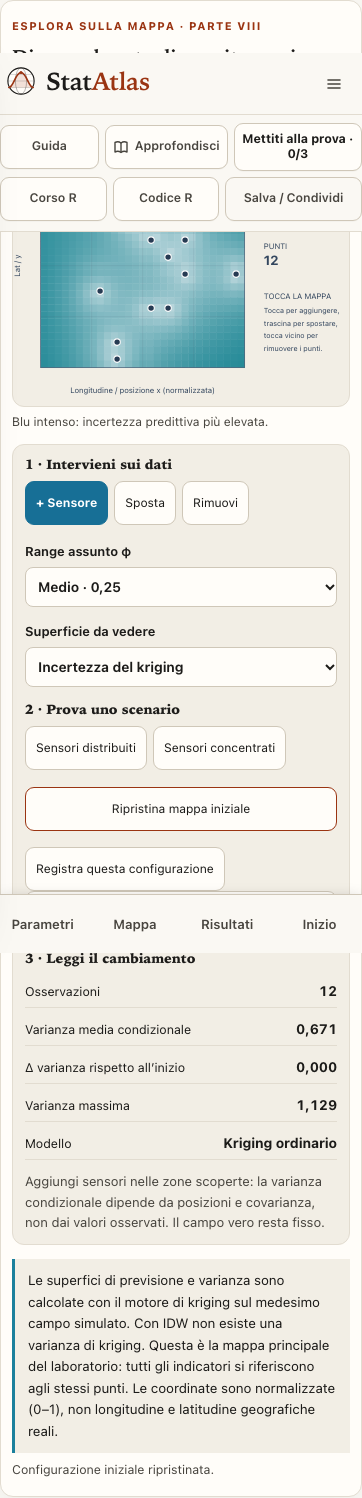 ESPLORA SULLA MAPPA · PARTE VIII
StatAtlas
Guida
Approfondisci
Mettiti alla prova ·
0/3
Corso R
Codice R
Salva / Condividi
Lat / y
PUNTI
12
TOCCA LA MAPPA
Tocca per aggiungere,
trascina per spostare,
tocca vicino per
rimuovere i punti.
Longitudine / posizione x (normalizzata)
Blu intenso: incertezza predittiva più elevata.
1 · Intervieni sui dati
+ Sensore
Sposta
Rimuovi
Range assunto ϕ
Medio · 0,25
Superficie da vedere
Incertezza del kriging
2 · Prova uno scenario
Sensori distribuiti
Sensori concentrati
Ripristina mappa iniziale
Registra questa configurazione
Parametri
Mappa
Risultati
Inizio
3 · Leggi il cambiamento
Osservazioni 12
Varianza media condizionale 0,671
Δ varianza rispetto all’inizio 0,000
Varianza massima 1,129
Modello Kriging ordinario
Aggiungi sensori nelle zone scoperte: la varianza
condizionale dipende da posizioni e covarianza,
non dai valori osservati. Il campo vero resta fisso.
Le superfici di previsione e varianza sono
calcolate con il motore di kriging sul medesimo
campo simulato. Con IDW non esiste una
varianza di kriging. Questa è la mappa principale
del laboratorio: tutti gli indicatori si riferiscono
agli stessi punti. Le coordinate sono normalizzate
(0–1), non longitudine e latitudine geografiche
reali.
Configurazione iniziale ripristinata.